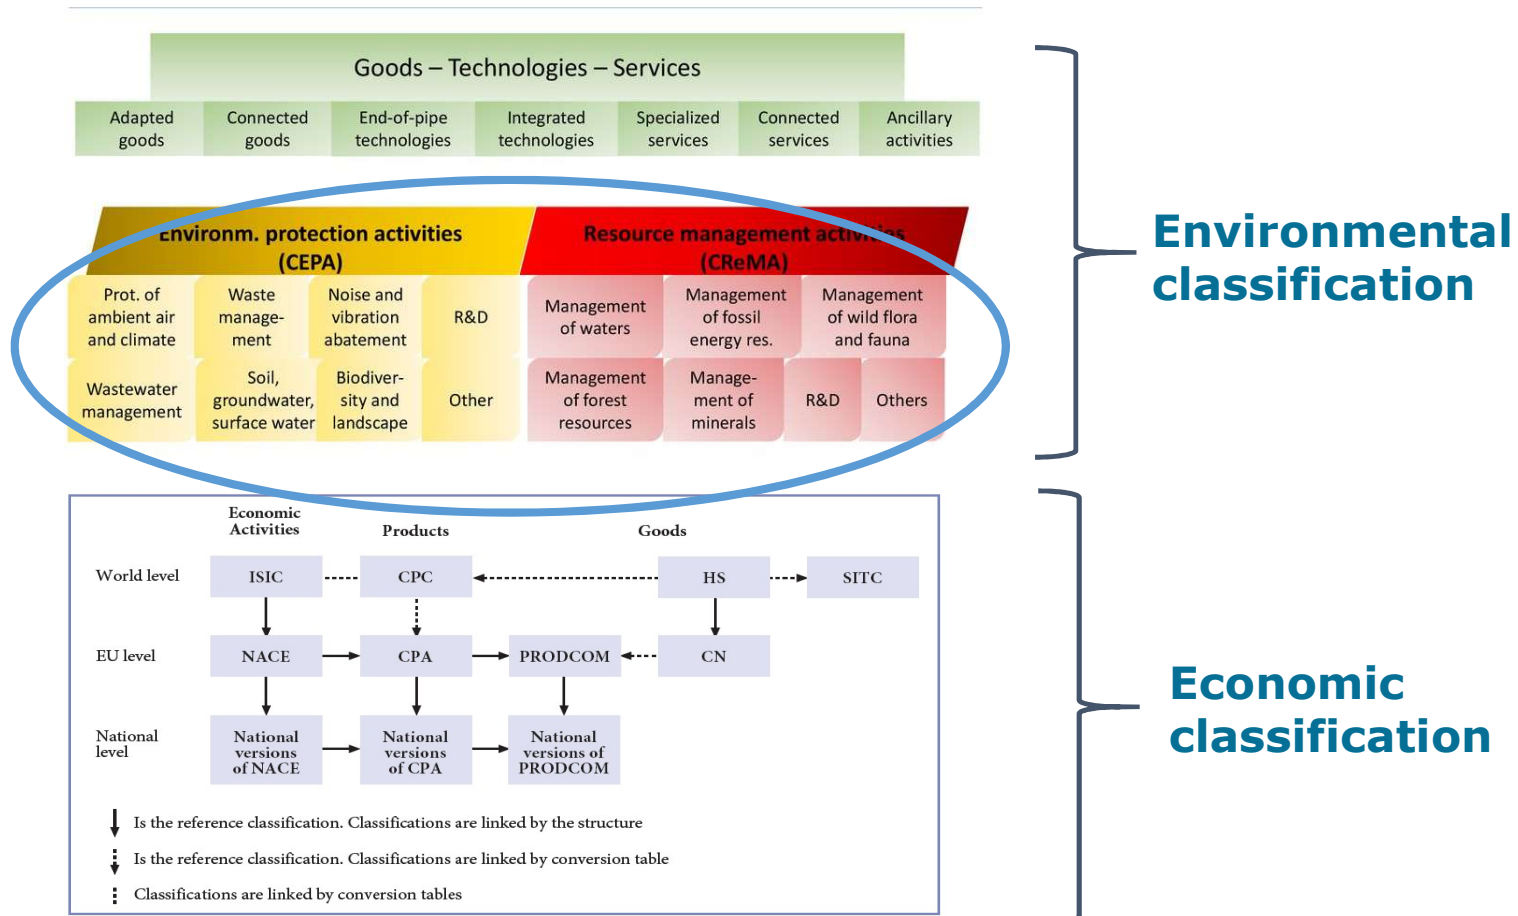 Goods – Technologies – Services
Adapted
goods
Connected
goods
End-of-pipe
technologies
Integrated
technologies
Specialized
services
Connected
services
Ancillary
activities
Environm. protection activities
(CEPA)
Resource management activities
(CReMA)
Prot. of
ambient air
and climate
Waste
manage-
ment
Noise and
vibration
abatement
R&D
Management
of waters
Management
of fossil
energy res.
Management
of wild flora
and fauna
Wastewater
management
Soil,
groundwater,
surface water
Biodiver-
sity and
landscape
Other
Management
of forest
resources
Manage-
ment of
minerals
R&D
Others
Environmental
classification
Economic
Activities
Products
Goods
World level
ISIC
CPC
HS
SITC
EU level
NACE
CPA
PRODCOM
CN
National
level
National
versions
of NACE
National
versions
of CPA
National
versions of
PRODCOM
Is the reference classification. Classifications are linked by the structure
Is the reference classification. Classifications are linked by conversion table
Classifications are linked by conversion tables
Economic
classification